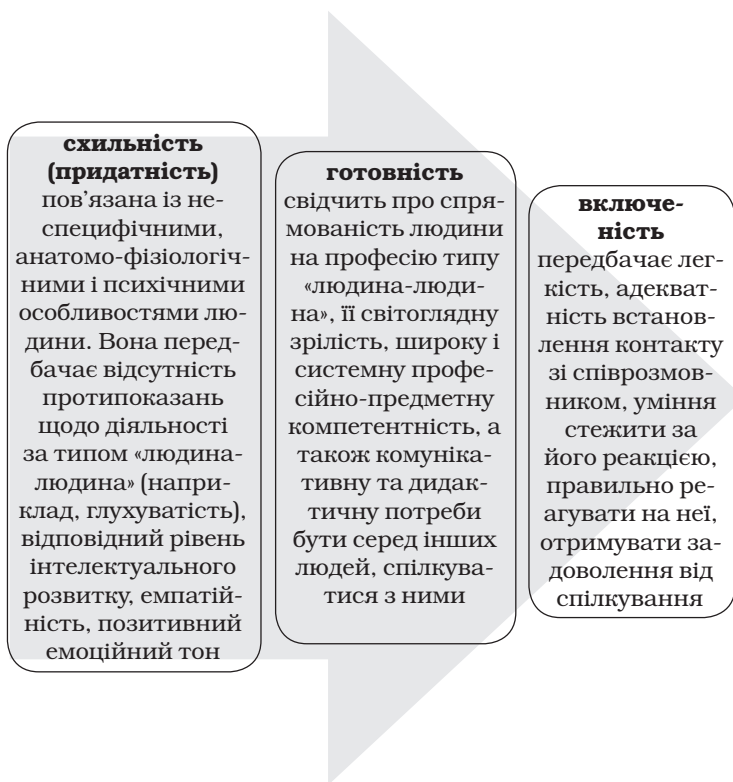 схильність
(придатність)
пов’язана із не-
специфічними,
анатомо-фізіологіч-
ними і психічними
особливостями лю-
дини. Вона перед-
бачає відсутність
протипоказань
щодо діяльності
за типом «людина-
людина» (напри-
клад, глухуватість),
відповідний рівень
інтелектуального
розвитку, емпатій-
ність, позитивний
емоційний тон
готовність
свідчить про спря-
мованість людини
на професію типу
«людина-люди-
на», її світоглядну
зрілість, широку і
системну профе-
сійно-предметну
компетентність, а
також комуніка-
тивну та дидак-
тичну потреби
бути серед інших
людей, спілкува-
тися з ними
включе-
ність
передбачає лег-
кість, адекват-
ність встанов-
лення контакту
зі співрозмов-
ником, уміння
стежити за
його реакцією,
правильно ре-
агувати на неї,
отримувати за-
доволення від
спілкування